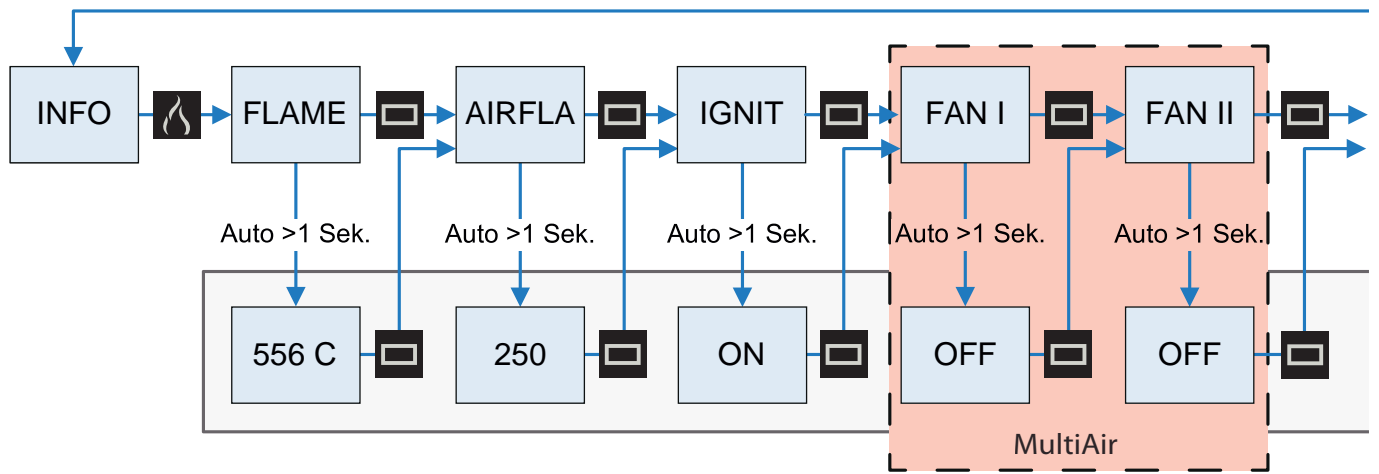 INFO
FLAME
AIRFLA
IGNIT
FAN I
FAN II
Auto >1 Sek.
Auto >1 Sek.
Auto >1 Sek.
Auto >1 Sek.
Auto >1 Sek.
556 C
250
ON
OFF
OFF
MultiAir